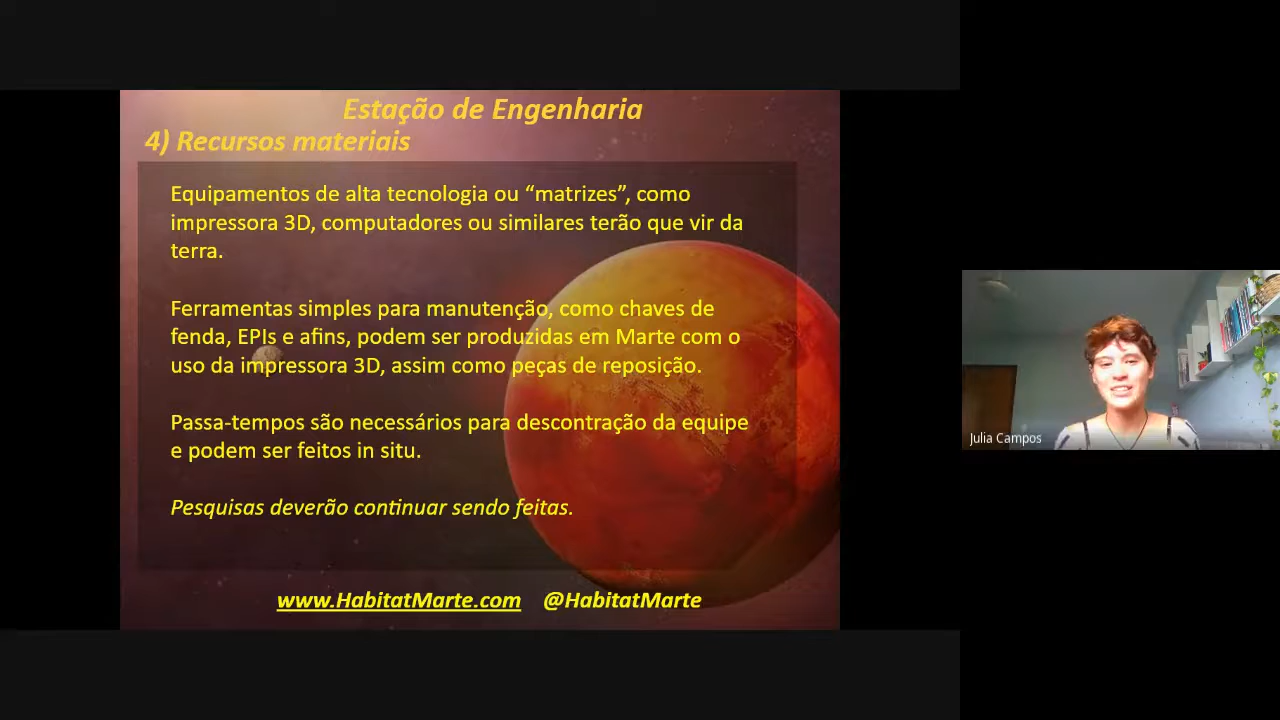 Estação de Engenharia
4) Recursos materiais
Equipamentos de alta tecnologia ou “matrizes”, como
impressora 3D, computadores ou similares terão que vir da
terra.
Ferramentas simples para manutenção, como chaves de
fenda, EPIs e afins, podem ser produzidas em Marte com o
uso da impressora 3D, assim como peças de reposição.
Passa-tempos são necessários para descontração da equipe
e podem ser feitos in situ.
Pesquisas deverão continuar sendo feitas.
www.HabitatMarte.com @HabitatMarte
Julia Campos